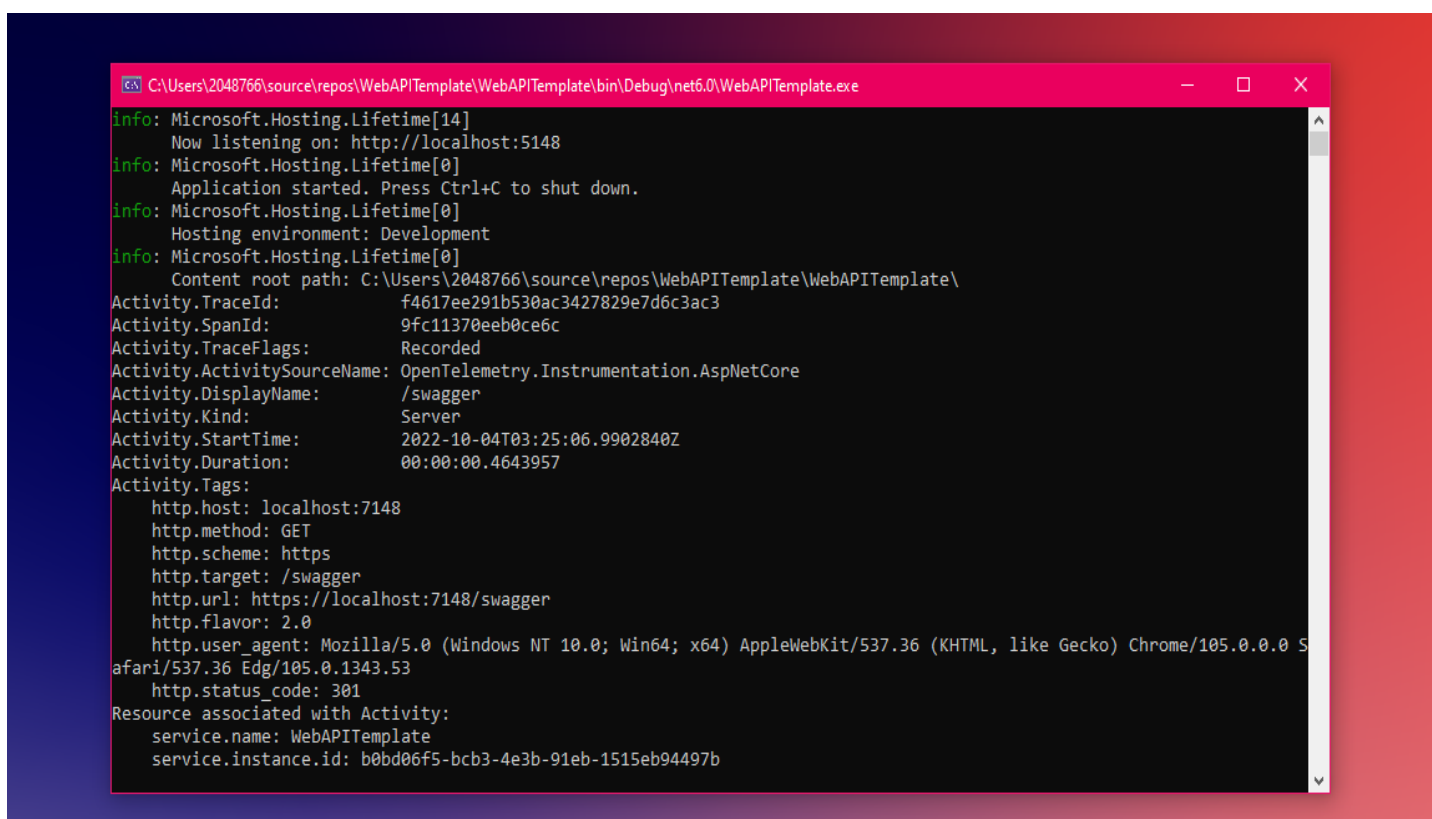 C:\Users\2048766\source\repos\WebAPITemplate\WebAPITemplate\bin\Debug\net6.0\WebAPITemplate.exe
info: Microsoft.Hosting.Lifetime[14]
      Now listening on: http://localhost:5148
info: Microsoft.Hosting.Lifetime[0]
      Application started. Press Ctrl+C to shut down.
info: Microsoft.Hosting.Lifetime[0]
      Hosting environment: Development
info: Microsoft.Hosting.Lifetime[0]
      Content root path: C:\Users\2048766\source\repos\WebAPITemplate\WebAPITemplate\
Activity.TraceId:            f4617ee291b530ac3427829e7d6c3ac3
Activity.SpanId:             9fc11370eeb0ce6c
Activity.TraceFlags:         Recorded
Activity.ActivitySourceName: OpenTelemetry.Instrumentation.AspNetCore
Activity.DisplayName:        /swagger
Activity.Kind:               Server
Activity.StartTime:          2022-10-04T03:25:06.9902840Z
Activity.Duration:           00:00:00.4643957
Activity.Tags:
    http.host: localhost:7148
    http.method: GET
    http.scheme: https
    http.target: /swagger
    http.url: https://localhost:7148/swagger
    http.flavor: 2.0
    http.user_agent: Mozilla/5.0 (Windows NT 10.0; Win64; x64) AppleWebKit/537.36 (KHTML, like Gecko) Chrome/105.0.0.0 S
afari/537.36 Edg/105.0.1343.53
    http.status_code: 301
Resource associated with Activity:
    service.name: WebAPITemplate
    service.instance.id: b0bd06f5-bcb3-4e3b-91eb-1515eb94497b